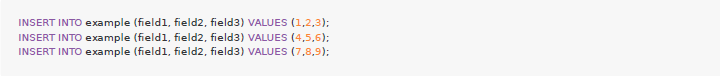 INSERT INTO example (field1, field2, field3) VALUES (1,2,3);
INSERT INTO example (field1, field2, field3) VALUES (4,5,6);
INSERT INTO example (field1, field2, field3) VALUES (7,8,9);